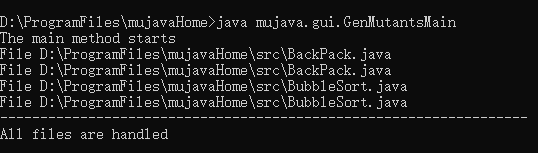 D:\ProgramFiles\mujavaHome>java mujava.gui.GenMutantsMain
The main method starts
File D:\ProgramFiles\mujavaHome\src\BackPack.java
File D:\ProgramFiles\mujavaHome\src\BackPack.java
File D:\ProgramFiles\mujavaHome\src\BubbleSort.java
File D:\ProgramFiles\mujavaHome\src\BubbleSort.java
------------------------------------------------------------------
All files are handled